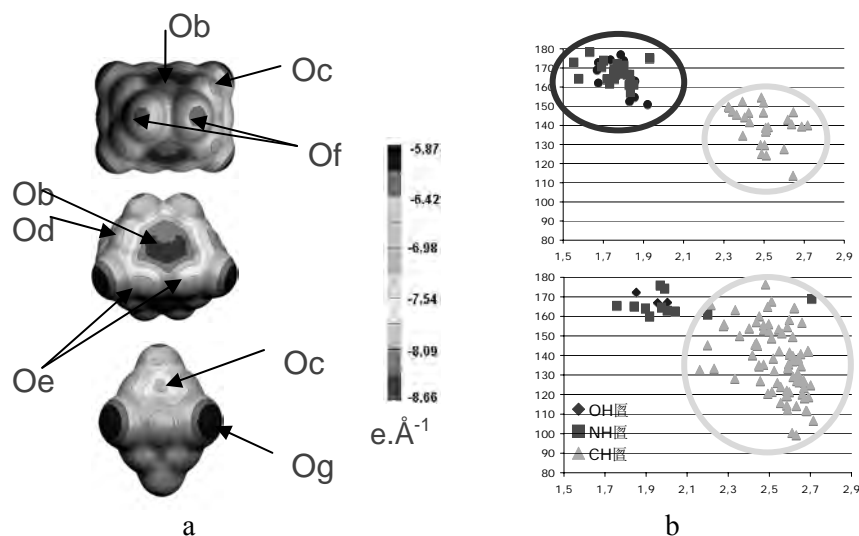 Ob
Oc
Of
Ob
Od
Oe
Oc
Og
-5.87
-6.42
-6.98
-7.54
-8.09
-8.66
e.Å-1
a
180
170
160
150
140
130
120
110
100
90
80
1,5 1,7 1,9 2,1 2,3 2,5 2,7 2,9
180
170
160
150
140
130
120
110
100
90
80
OH
NH
CH
1,5 1,7 1,9 2,1 2,3 2,5 2,7 2,9
b